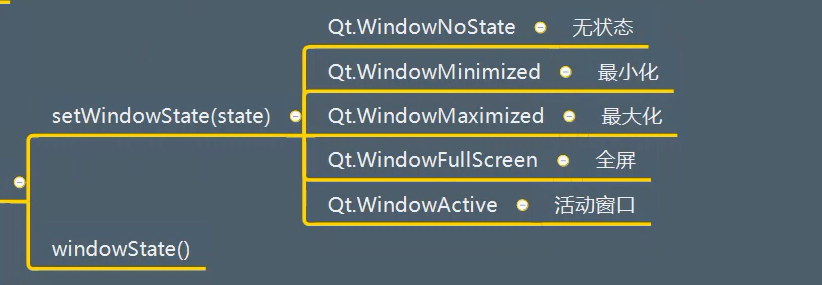 Qt.WindowNoState 无状态
Qt.WindowMinimized 最小化
setWindowState(state) Qt.WindowMaximized 最大化
Qt.WindowFullScreen 全屏
Qt.WindowActive 活动窗口
windowState()